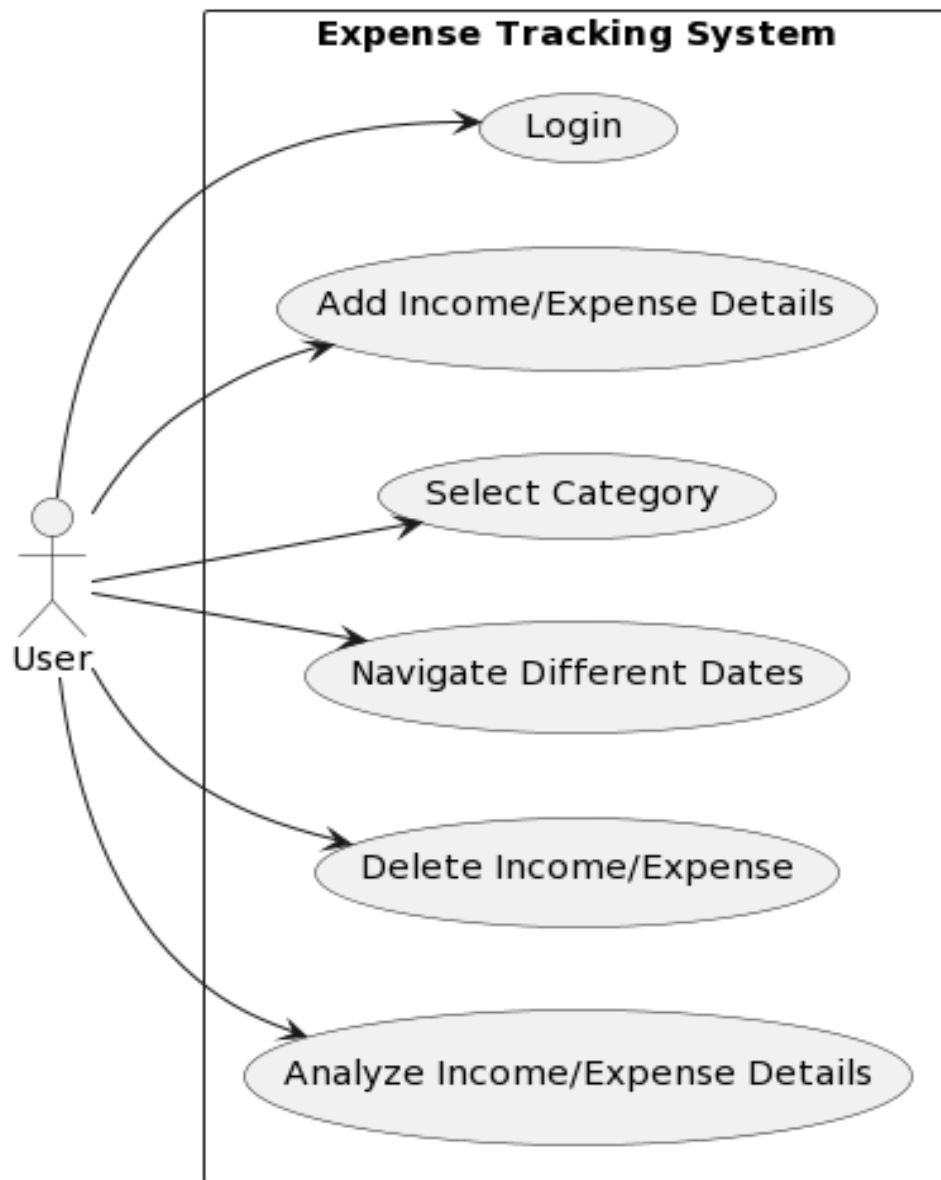 Expense Tracking System
Login
Add Income/Expense Details
Select Category
Navigate Different Dates
User
Delete Income/Expense
Analyze Income/Expense Details